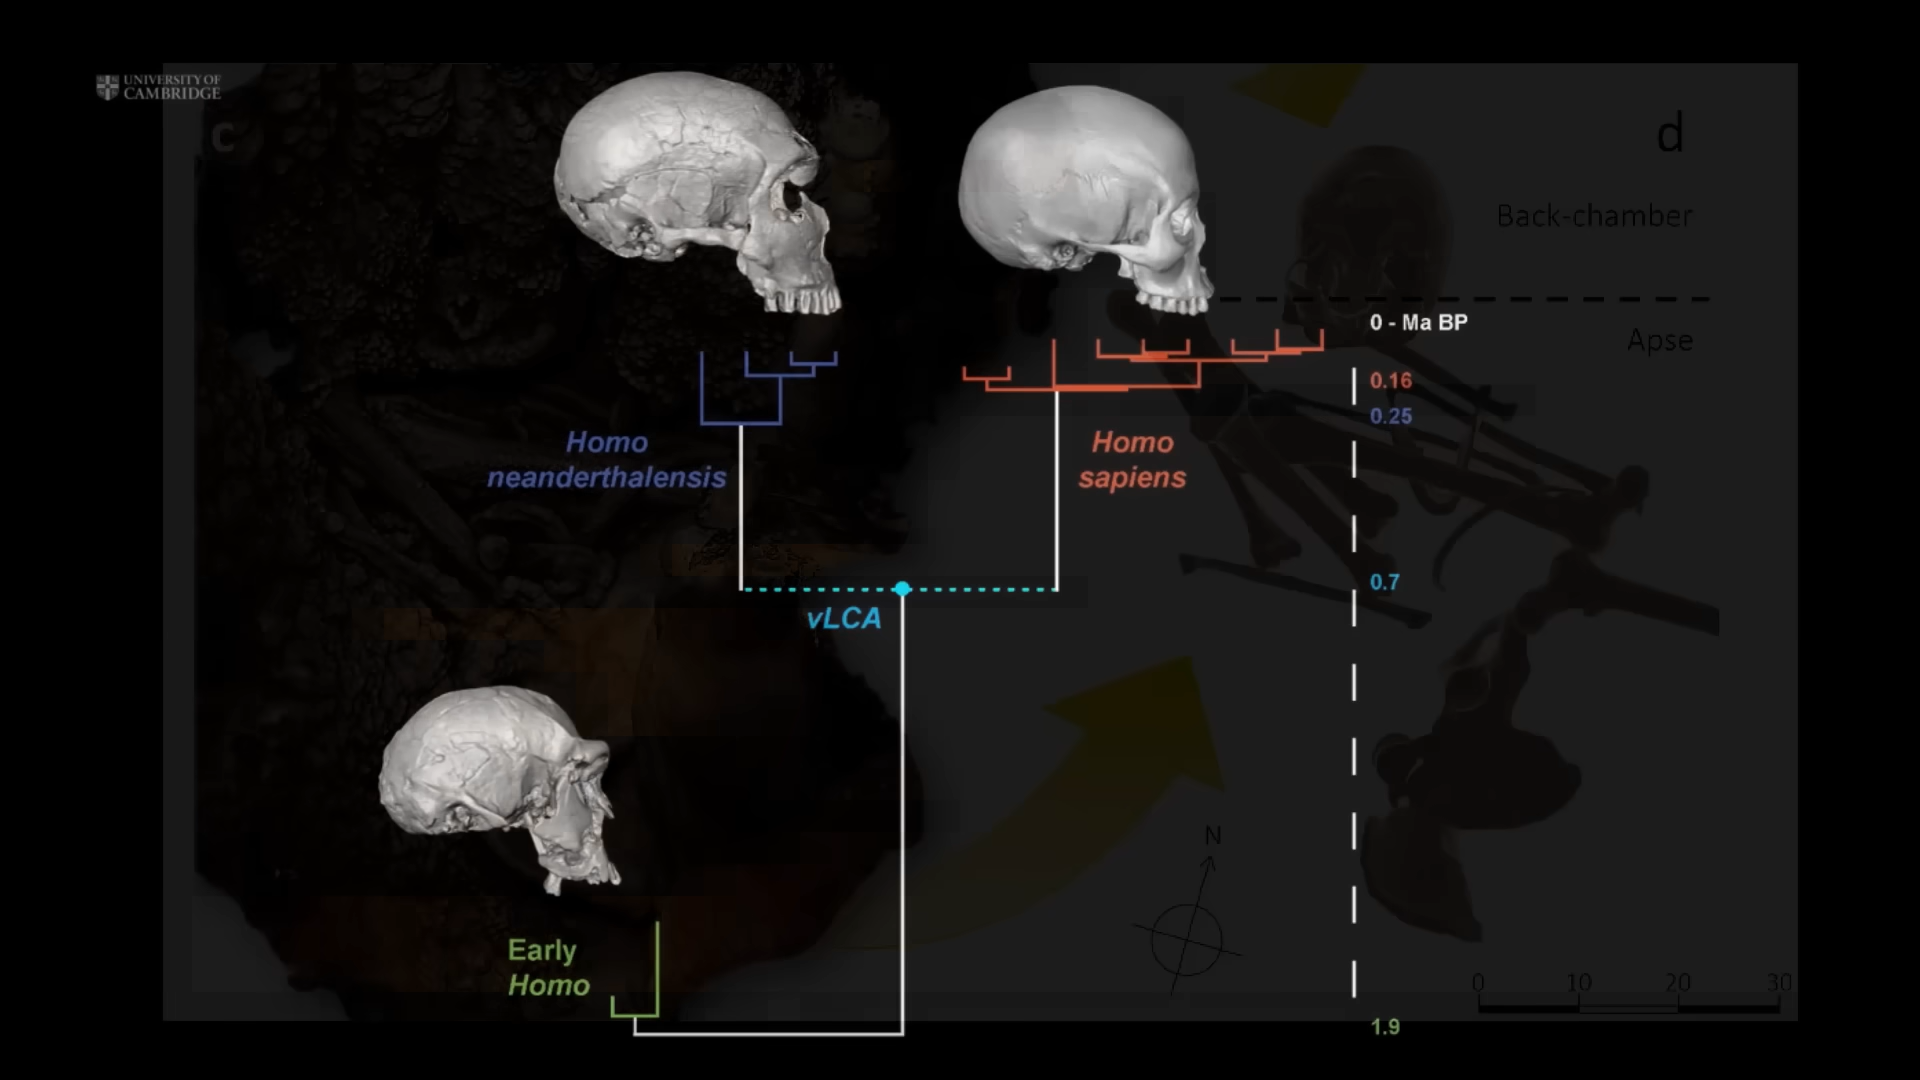 UNIVERSITY OF
CAMBRIDGE
c
d
Back-chamber
Apse
0 - Ma BP
0.16
0.25
Homo
neanderthalensis
Homo
sapiens
0.7
vLCA
N
Early
Homo
0 10 20 30
1.9